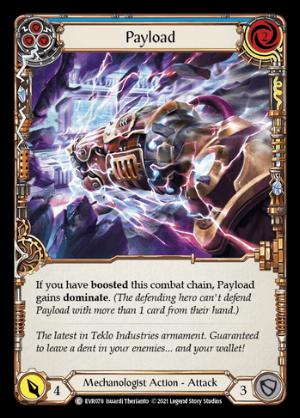 Payload
2
If you have boosted this combat chain, Payload
gains dominate. (The defending hero can't defend
Payload with more than 1 card from their hand.)
The latest in Teklo Industries armament. Guaranteed
to leave a dent in your enemies... and your wallet!
4
Mechanologist Action - Attack
3
C EVR078 Isuardi Therianto © 2021 Legend Story Studios